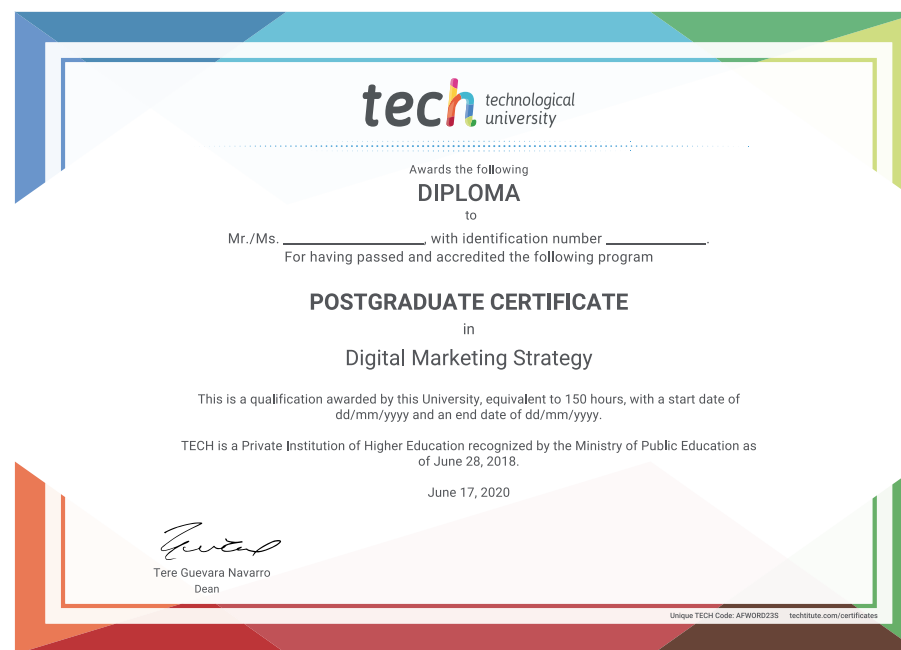 tech technological
university
Awards the following
DIPLOMA
to
Mr./Ms. ____________________, with identification number ______________.
For having passed and accredited the following program
POSTGRADUATE CERTIFICATE
in
Digital Marketing Strategy
This is a qualification awarded by this University, equivalent to 150 hours, with a start date of
dd/mm/yyyy and an end date of dd/mm/yyyy.
TECH is a Private Institution of Higher Education recognized by the Ministry of Public Education as
of June 28, 2018.
June 17, 2020
Tere Guevara Navarro
Dean
Unique TECH Code: AFWORD23S techtitute.com/certificates